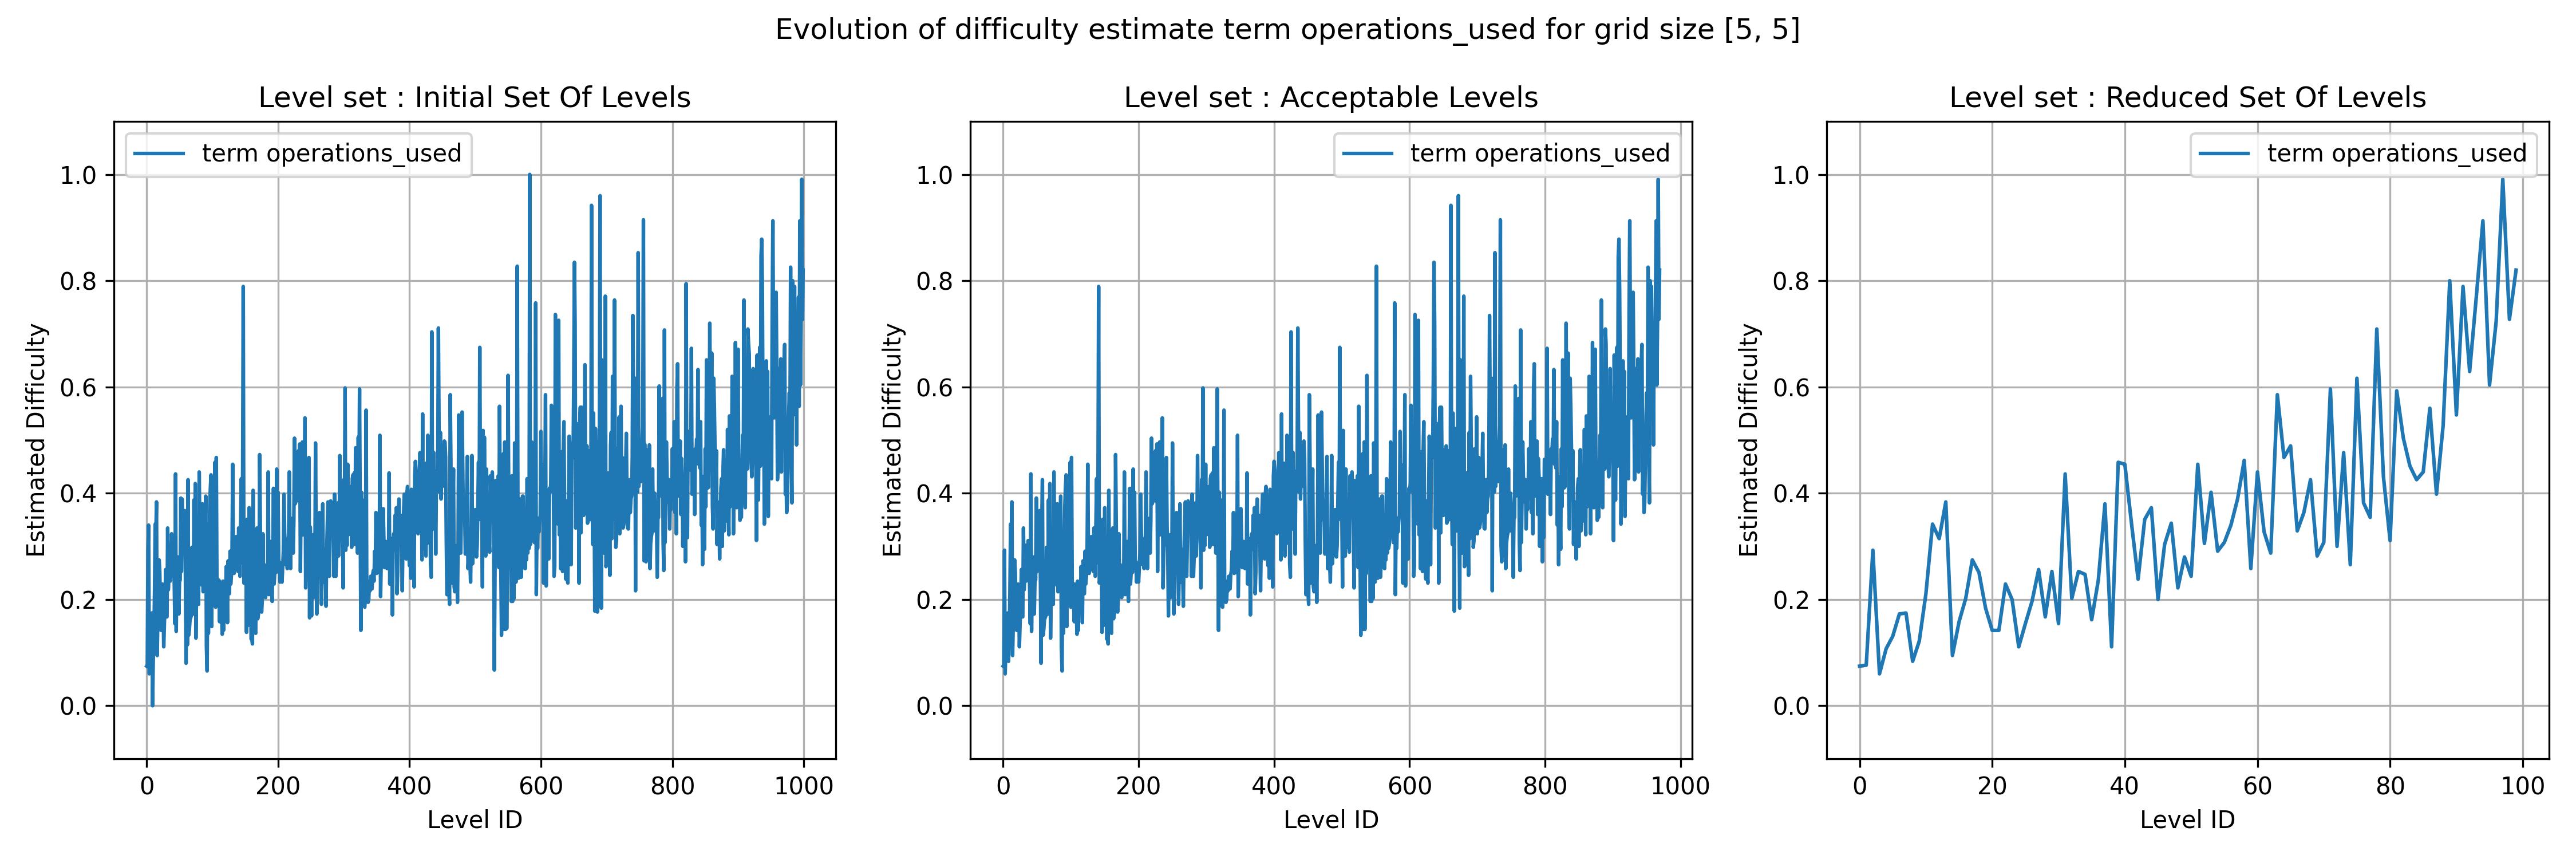 Evolution of difficulty estimate term operations_used for grid size [5, 5]
Level set : Initial Set Of Levels
term operations_used
1.0
0.8
0.6
0.4
0.2
0.0
Estimated Difficulty
0 200 400 600 800 1000
Level ID
Level set : Acceptable Levels
term operations_used
1.0
0.8
0.6
0.4
0.2
0.0
Estimated Difficulty
0 200 400 600 800 1000
Level ID
Level set : Reduced Set Of Levels
term operations_used
1.0
0.8
0.6
0.4
0.2
0.0
Estimated Difficulty
0 20 40 60 80 100
Level ID